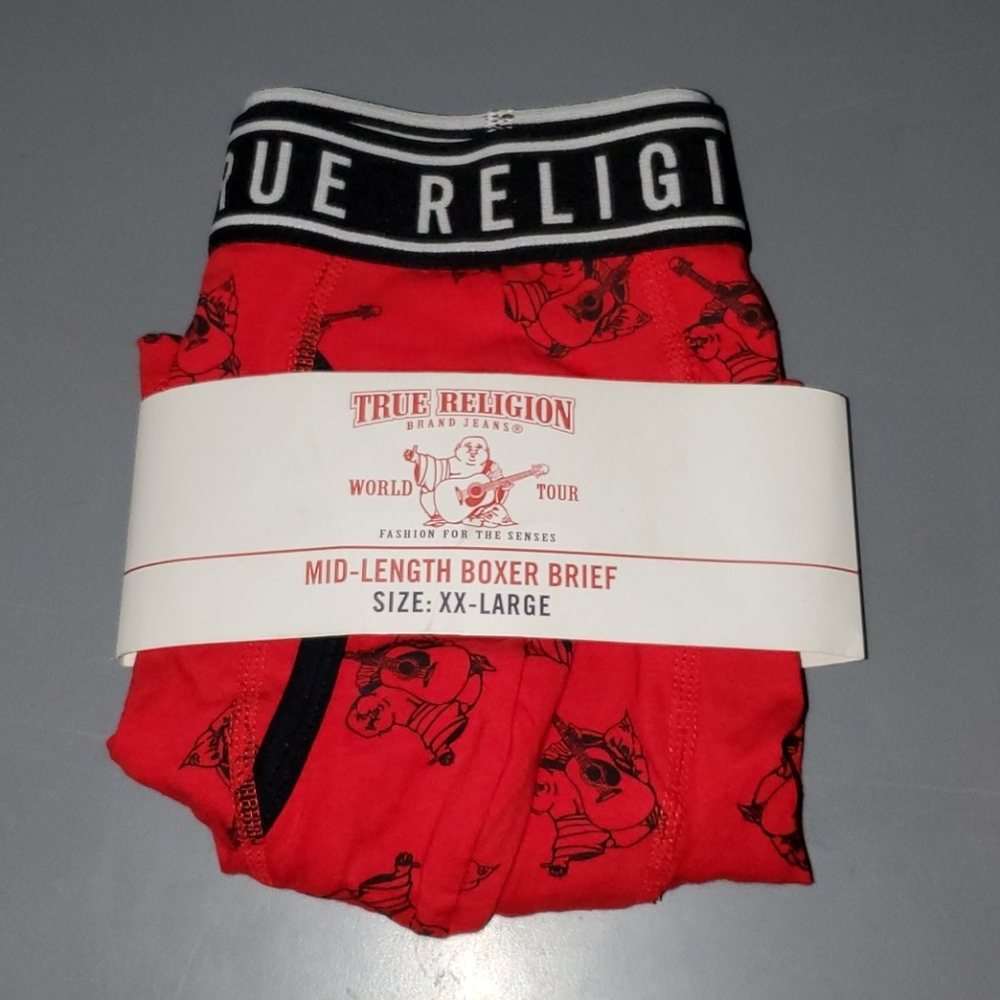 RUE RELIGI
TRUE RELIGION
BRAND JEANS®
WORLD TOUR
FASHION FOR THE SENSES
MID-LENGTH BOXER BRIEF
SIZE: XX-LARGE